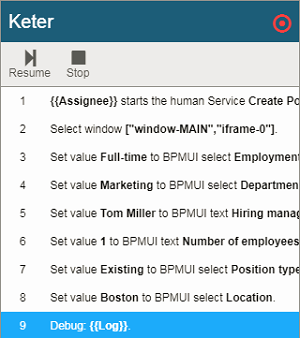 Keter
Resume Stop
1 {{Assignee}} starts the human Service Create Po
2 Select window ["window-MAIN","iframe-0"].
3 Set value Full-time to BPMUI select Employment
4 Set value Marketing to BPMUI select Departmen
5 Set value Tom Miller to BPMUI text Hiring manag
6 Set value 1 to BPMUI text Number of employees
7 Set value Existing to BPMUI select Position type
8 Set value Boston to BPMUI select Location.
9 Debug: {{Log}}.